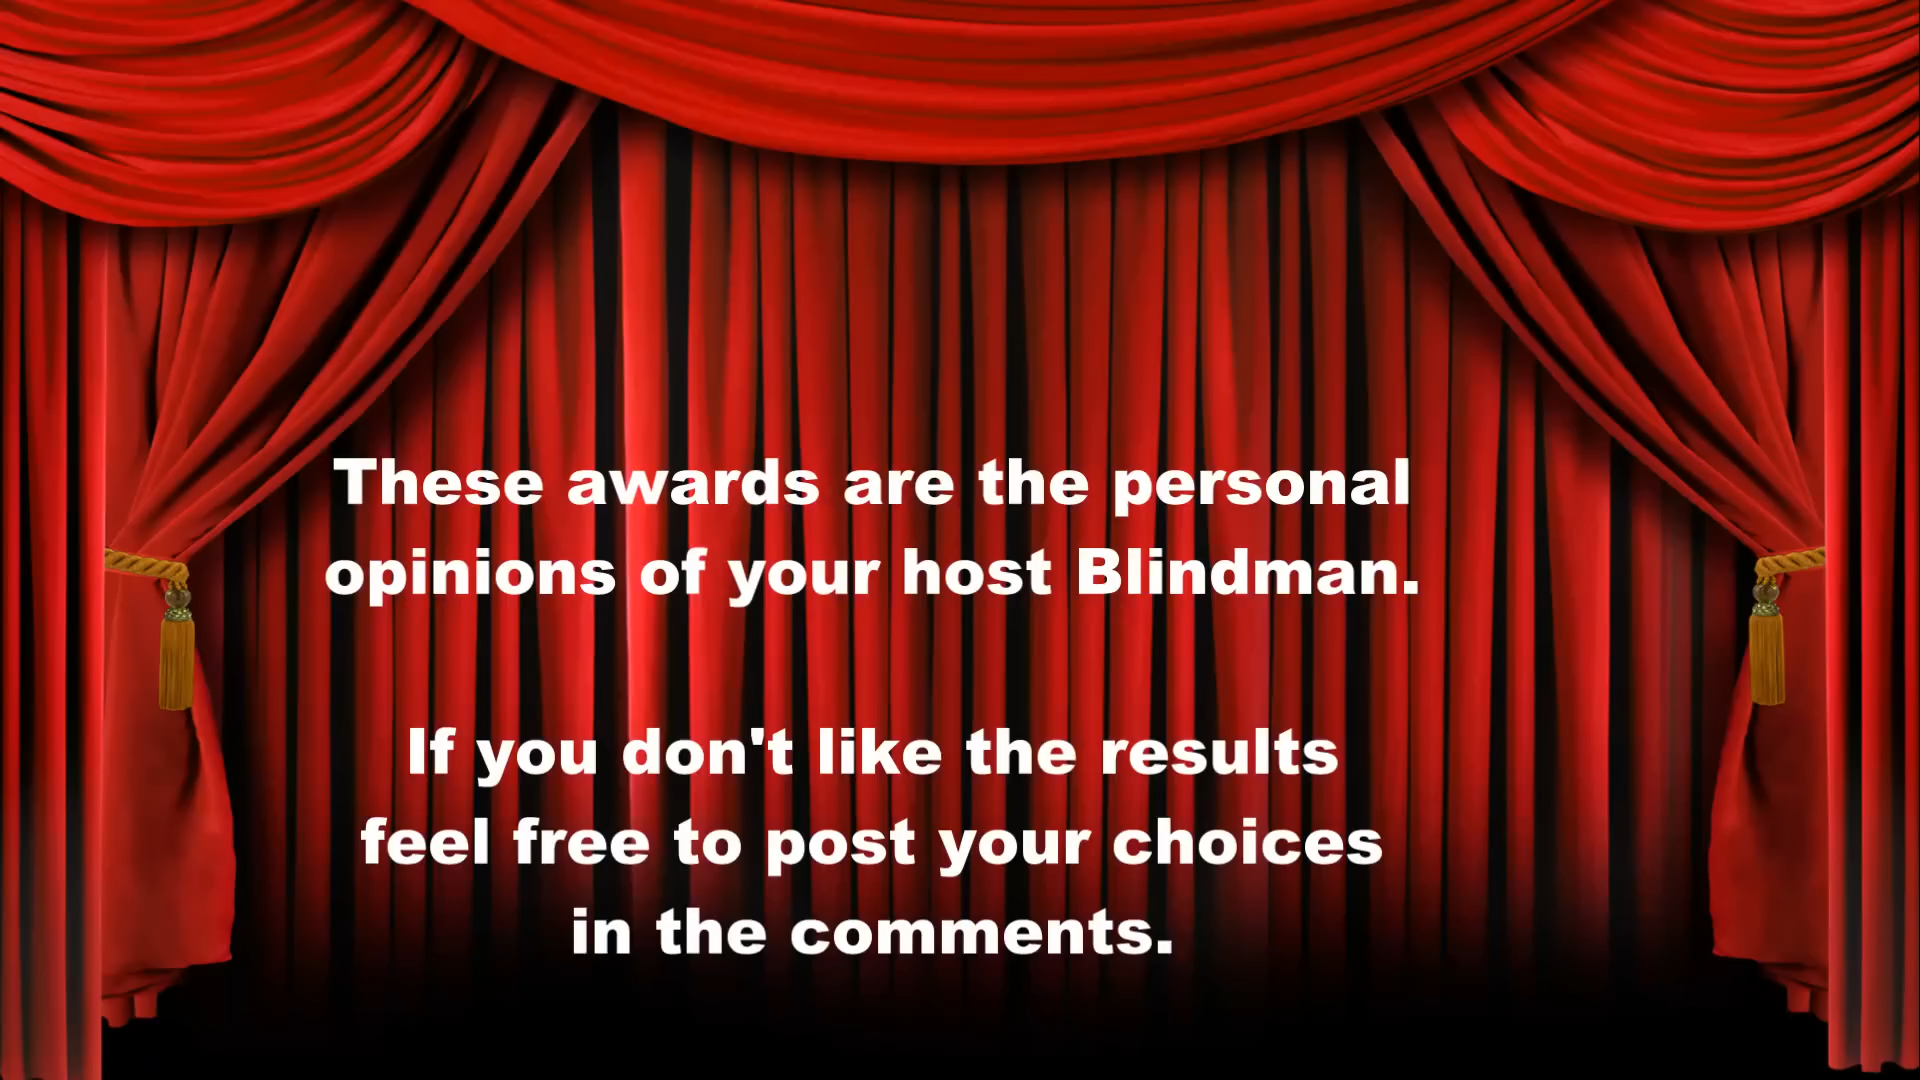 These awards are the personal
opinions of your host Blindman.
If you don't like the results
feel free to post your choices
in the comments.